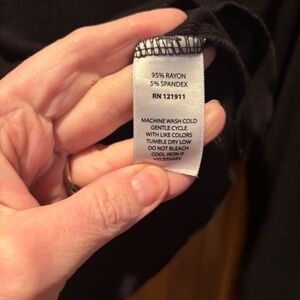 95% RAYON
5% SPANDEX
RN 121911
MACHINE WASH COLD
GENTLE CYCLE
WITH LIKE COLORS
TUMBLE DRY LOW
DO NOT BLEACH
COOL IRON IF
NECESSARY